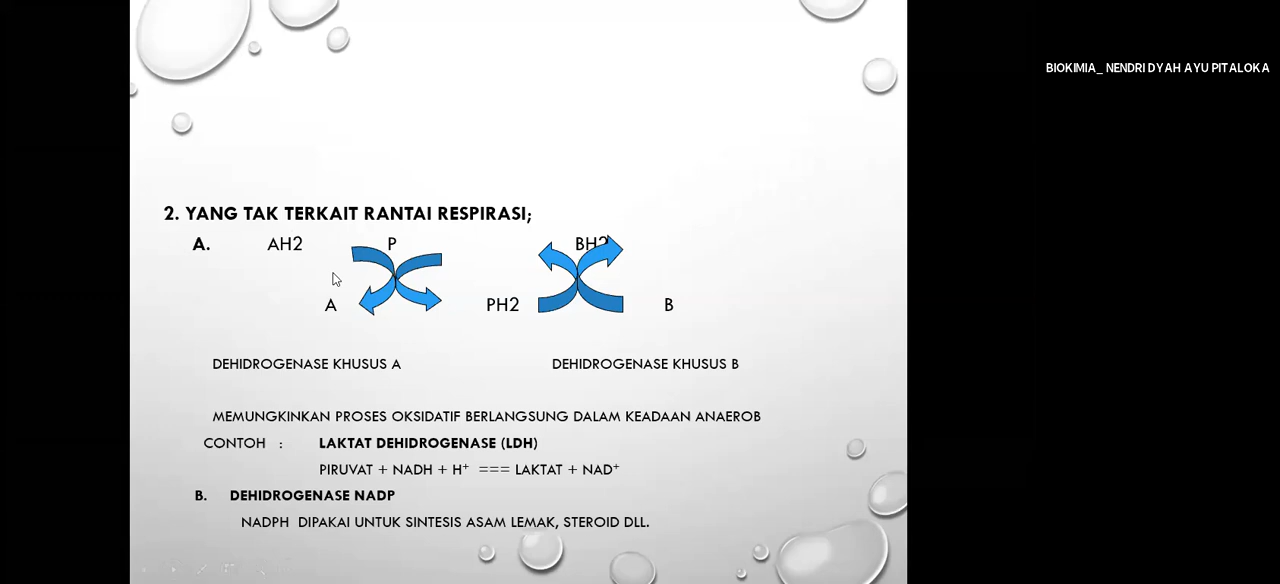 BIOKIMIA_ NENDRI DYAH AYU PITALOKA
2. YANG TAK TERKAIT RANTAI RESPIRASI;
A. AH2 P BH2
A PH2 B
DEHIDROGENASE KHUSUS A DEHIDROGENASE KHUSUS B
MEMUNGKINKAN PROSES OKSIDATIF BERLANGSUNG DALAM KEADAAN ANAEROB
CONTOH : LAKTAT DEHIDROGENASE (LDH)
PIRUVAT + NADH + H⁺ === LAKTAT + NAD⁺
B. DEHIDROGENASE NADP
NADPH DIPAKAI UNTUK SINTESIS ASAM LEMAK, STEROID DLL.